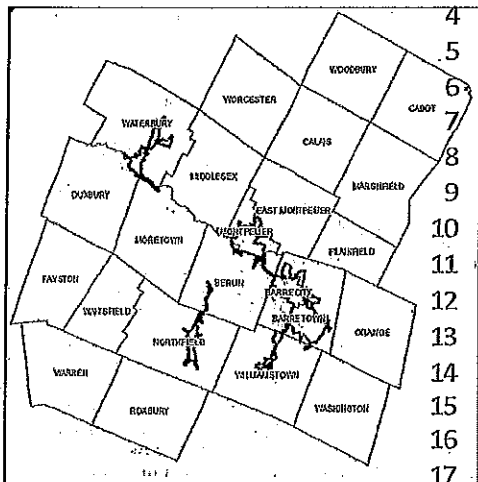 4
5
WOODBURY
6
WORCESTER
CABOT
7
WATERBURY
CALAIS
8
MIDDLESEX
MARSHFIELD
9
DUXBURY
EAST MONTPELIER
10
MONTPELIER
MORETOWN
PLAINFIELD
11
FAYSTON
BERLIN
BARRE CITY
12
WAITSFIELD
BARRE TOWN
ORANGE
13
NORTHFIELD
WARREN
WILLIAMSTOWN
14
ROXBURY
WASHINGTON
15
16
17